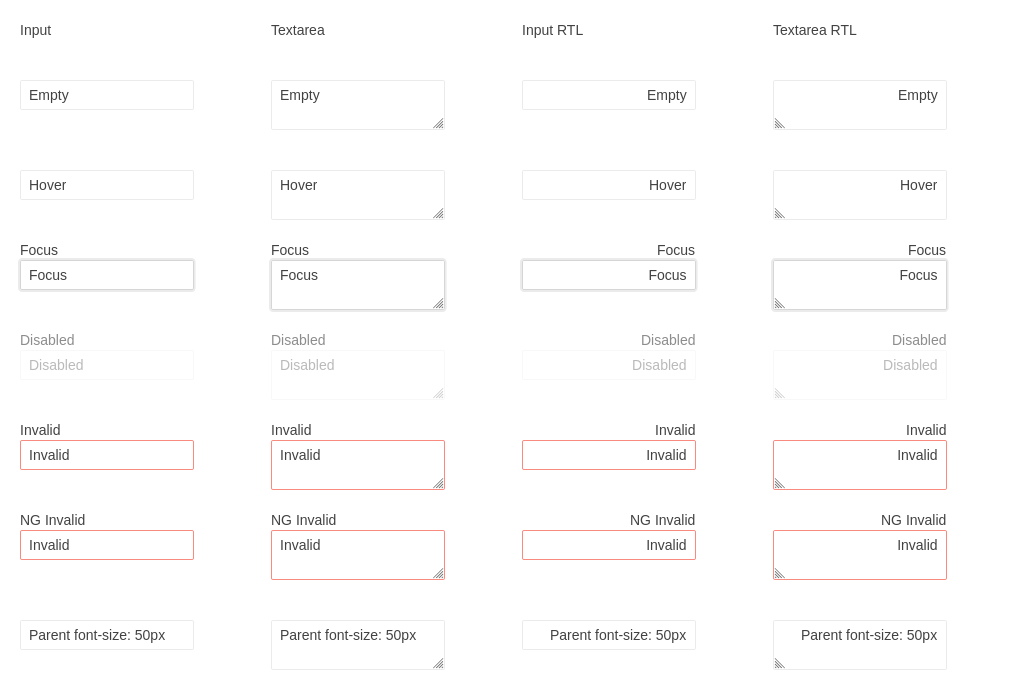 Input Textarea Input RTL Textarea RTL
Empty Empty Empty Empty
Hover Hover Hover Hover
Focus Focus Focus Focus
Focus Focus Focus Focus
Disabled Disabled Disabled Disabled
Disabled Disabled Disabled Disabled
Invalid Invalid Invalid Invalid
Invalid Invalid Invalid Invalid
NG Invalid NG Invalid NG Invalid NG Invalid
Invalid Invalid Invalid Invalid
Parent font-size: 50px Parent font-size: 50px Parent font-size: 50px Parent font-size: 50px